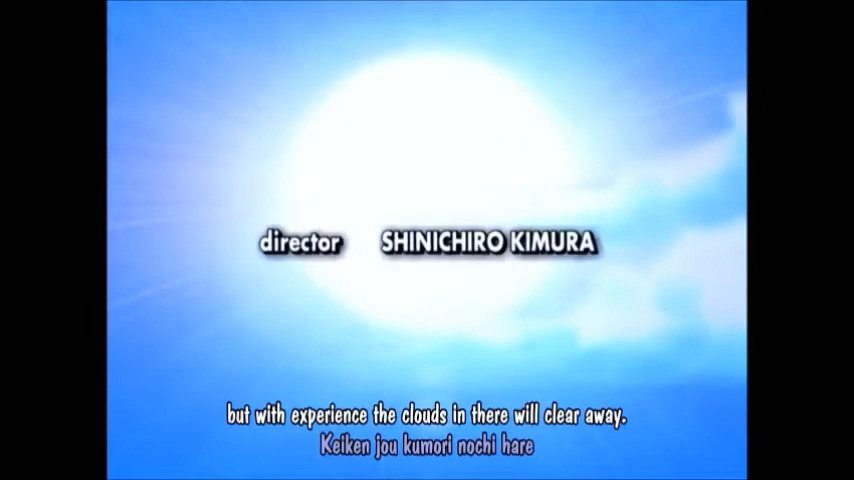 director SHINICHIRO KIMURA
but with experience the clouds in there will clear away.
Keiken jou kumori nochi hare